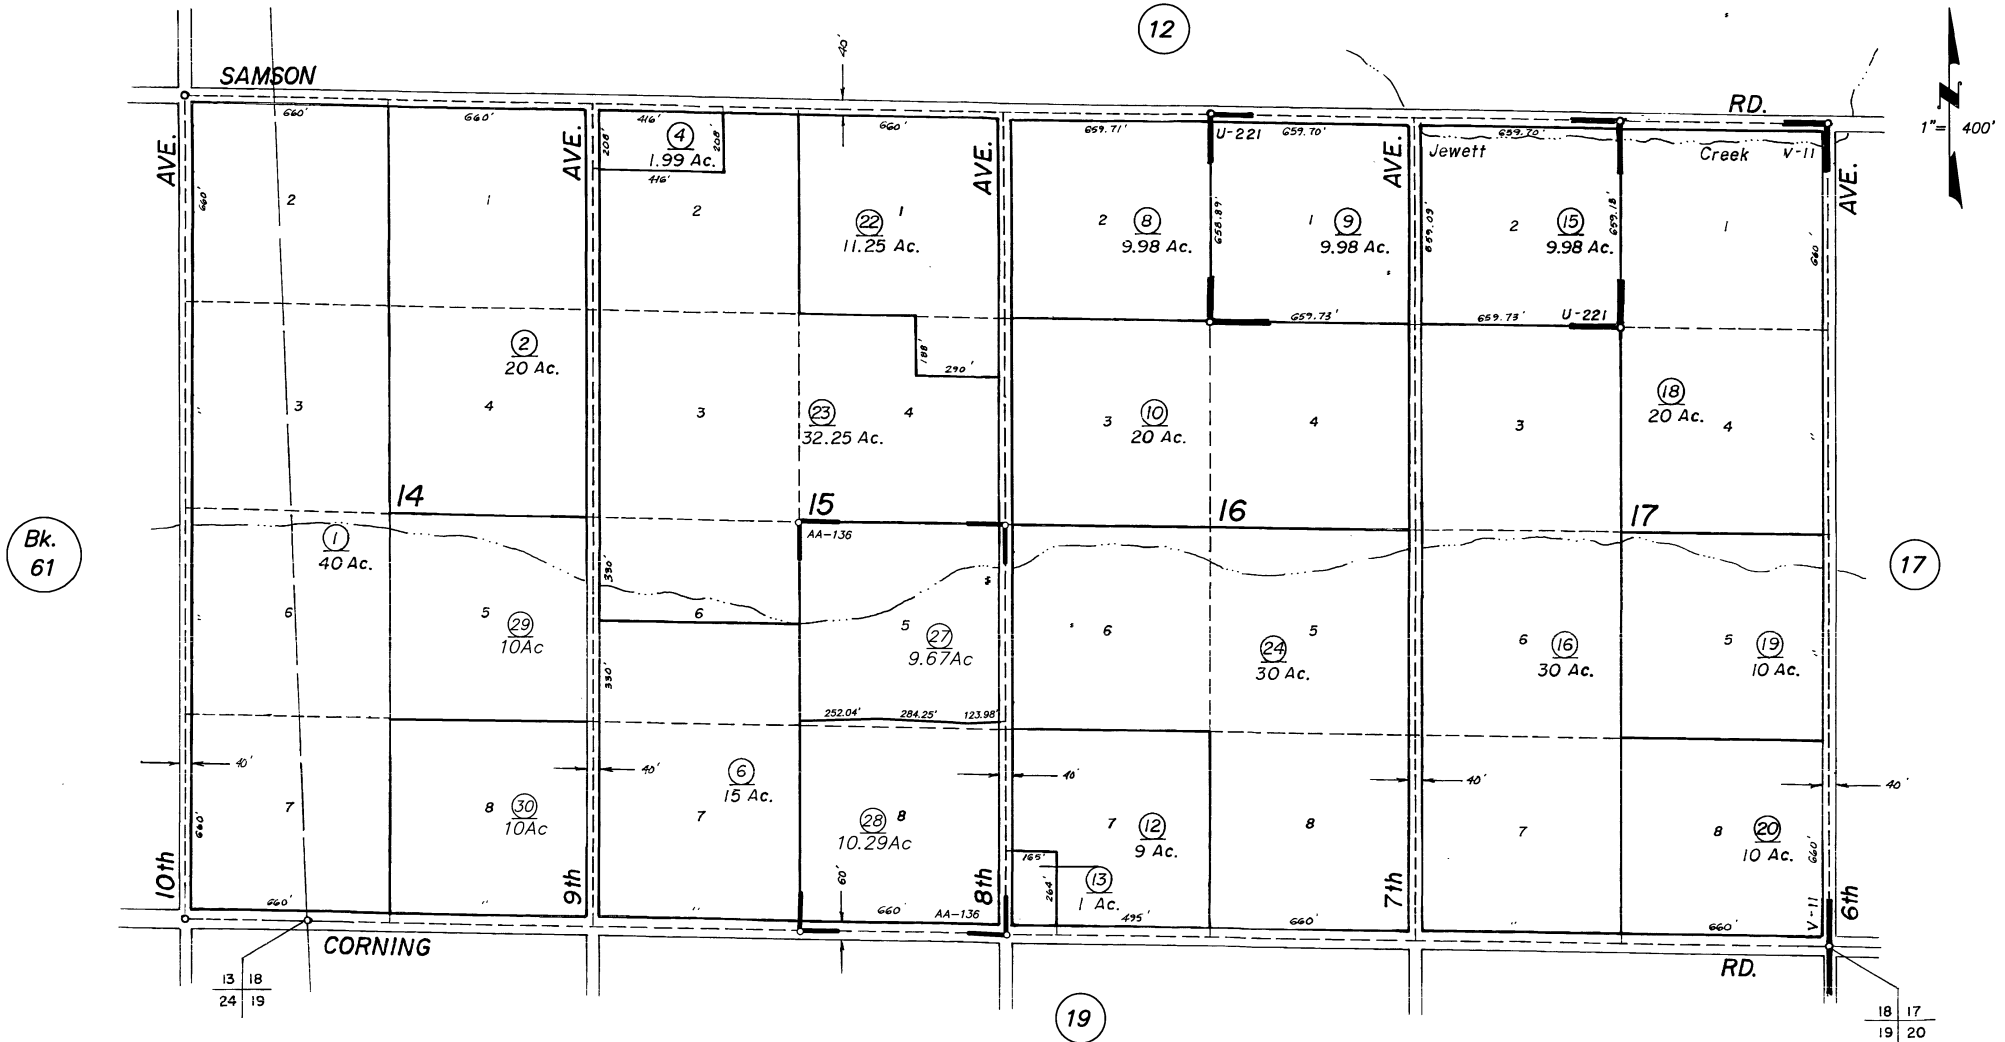 12
SAMSON
RD.
1"= 400'
40'
AVE.
AVE.
AVE.
AVE.
AVE.
660'
660'
416'
660'
659.71'
U-221
659.70'
659.70'
Jewett
Creek
V-11
4
1.99 Ac.
208'
208'
416'
660'
2
1
2
22
1
11.25 Ac.
2
8
9.98 Ac.
658.89'
1
9
9.98 Ac.
659.09'
2
15
9.98 Ac.
659.18'
1
660'
2
20 Ac.
188'
290'
659.73'
659.73'
U-221
3
4
3
23
32.25 Ac.
4
3
10
20 Ac.
4
3
18
20 Ac.
4
14
15
16
17
Bk.
61
1
40 Ac.
AA-136
330'
17
6
5
29
10Ac
6
5
27
9.67Ac
6
24
30 Ac.
5
6
16
30 Ac.
5
19
10 Ac.
330'
252.04'
284.25'
123.98'
40'
40'
40'
40'
40'
7
8
30
10Ac
6
15 Ac.
7
28
8
10.29Ac
7
12
9 Ac.
8
7
8
20
10 Ac.
660'
660'
165'
264'
13
1 Ac.
10th
9th
8th
7th
6th
660'
"
"
60'
660'
AA-136
495'
660'
"
660'
V-11
CORNING
RD.
13 18
24 19
19
18 17
19 20